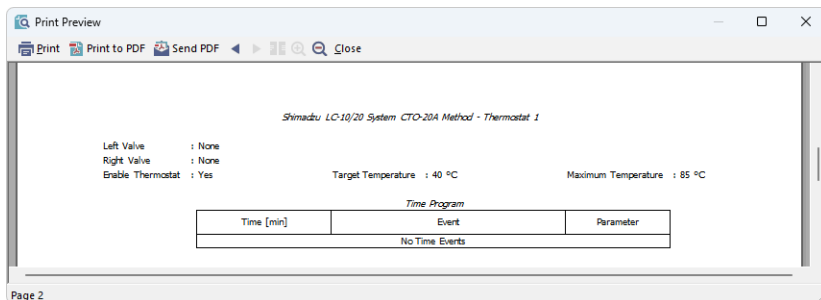 Print Preview
Print Print to PDF Send PDF Close
Shimadzu LC-10/20 System CTO-20A Method - Thermostat 1
Left Valve : None
Right Valve : None
Enable Thermostat : Yes Target Temperature : 40 °C Maximum Temperature : 85 °C
Time Program
Time [min] Event Parameter
No Time Events
Page 2